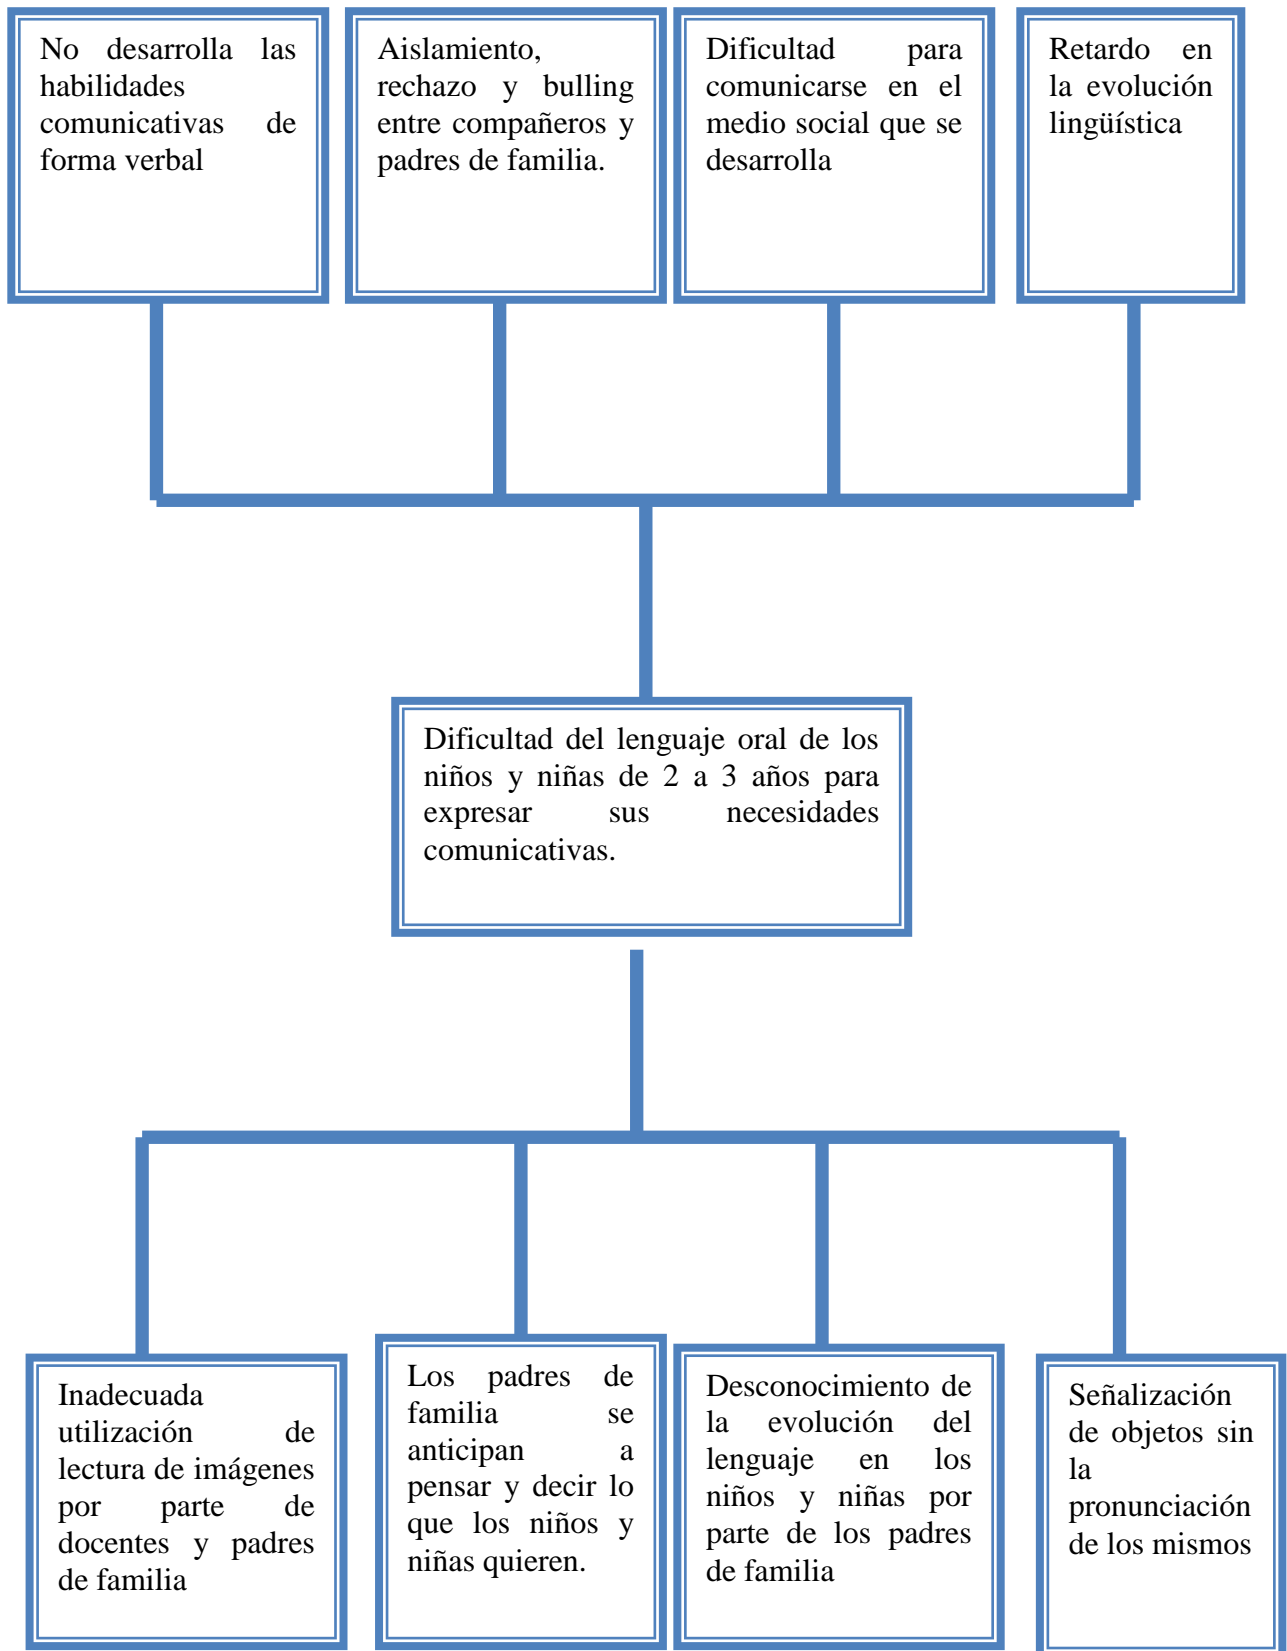 No desarrolla las
habilidades
comunicativas de
forma verbal
Aislamiento,
rechazo y bulling
entre compañeros y
padres de familia.
Dificultad para
comunicarse en el
medio social que se
desarrolla
Retardo en
la evolución
lingüística
Dificultad del lenguaje oral de los
niños y niñas de 2 a 3 años para
expresar sus necesidades
comunicativas.
Inadecuada
utilización de
lectura de imágenes
por parte de
docentes y padres
de familia
Los padres de
familia se
anticipan a
pensar y decir lo
que los niños y
niñas quieren.
Desconocimiento de
la evolución del
lenguaje en los
niños y niñas por
parte de los padres
de familia
Señalización
de objetos sin
la
pronunciación
de los mismos